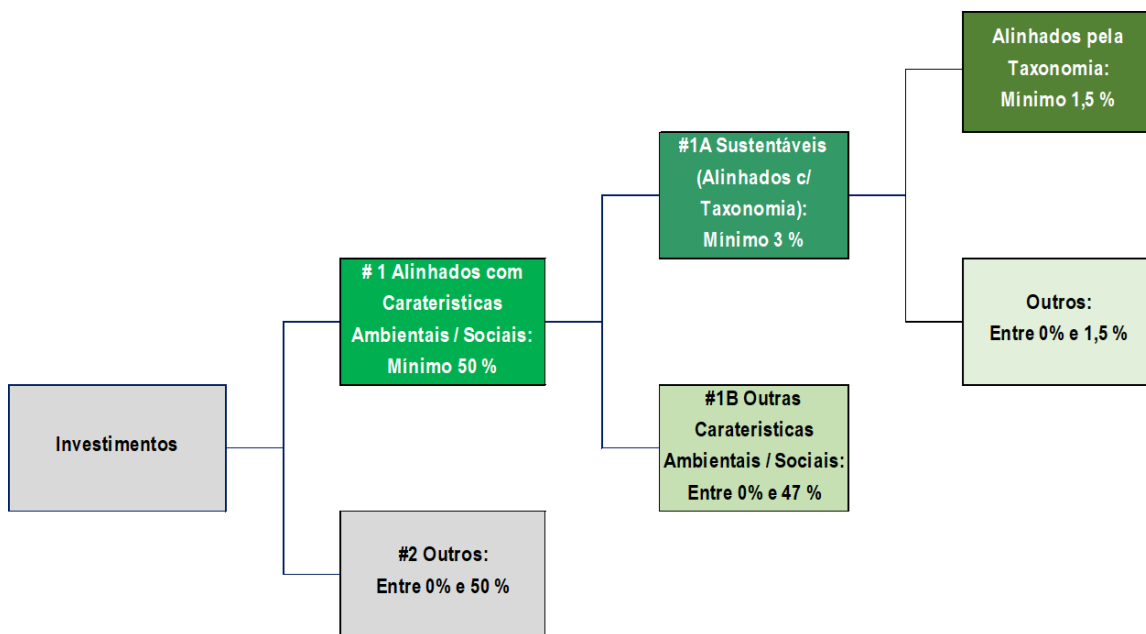 Alinhados pela
Taxonomia:
Mínimo 1,5 %
#1A Sustentáveis
(Alinhados c/
Taxonomia):
Mínimo 3 %
# 1 Alinhados com
Carateristicas
Ambientais / Sociais:
Mínimo 50 %
Outros:
Entre 0% e 1,5 %
Investimentos
#1B Outras
Carateristicas
Ambientais / Sociais:
Entre 0% e 47 %
#2 Outros:
Entre 0% e 50 %